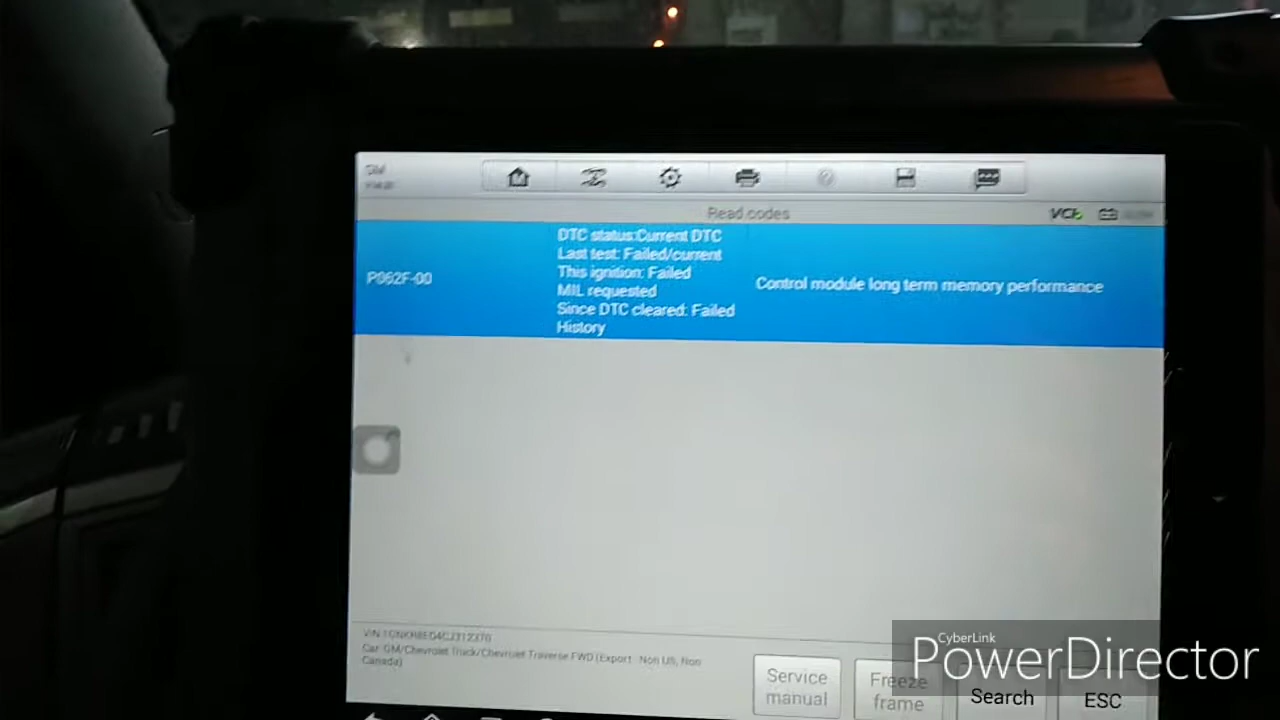 GM
Read codes
VCI
P062F-00
DTC status:Current DTC
Last test: Failed/current
This ignition: Failed
MIL requested
Since DTC cleared: Failed
History
Control module long term memory performance
Car: GM/Chevrolet Truck/Chevrolet Traverse FWD (Export : Non US, Non
Canada)
Service
manual
Freeze
frame
Search
ESC
CyberLink
PowerDirector